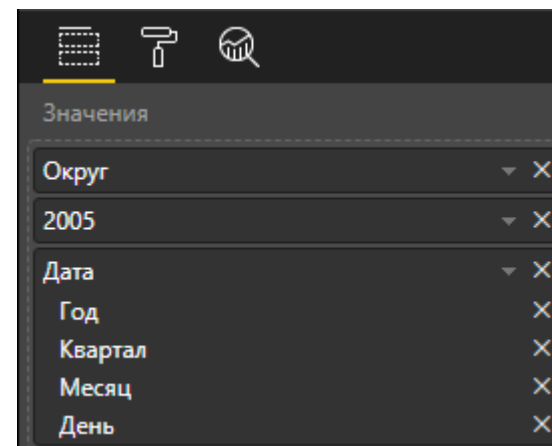 Значения
Округ
2005
Дата
Год
Квартал
Месяц
День